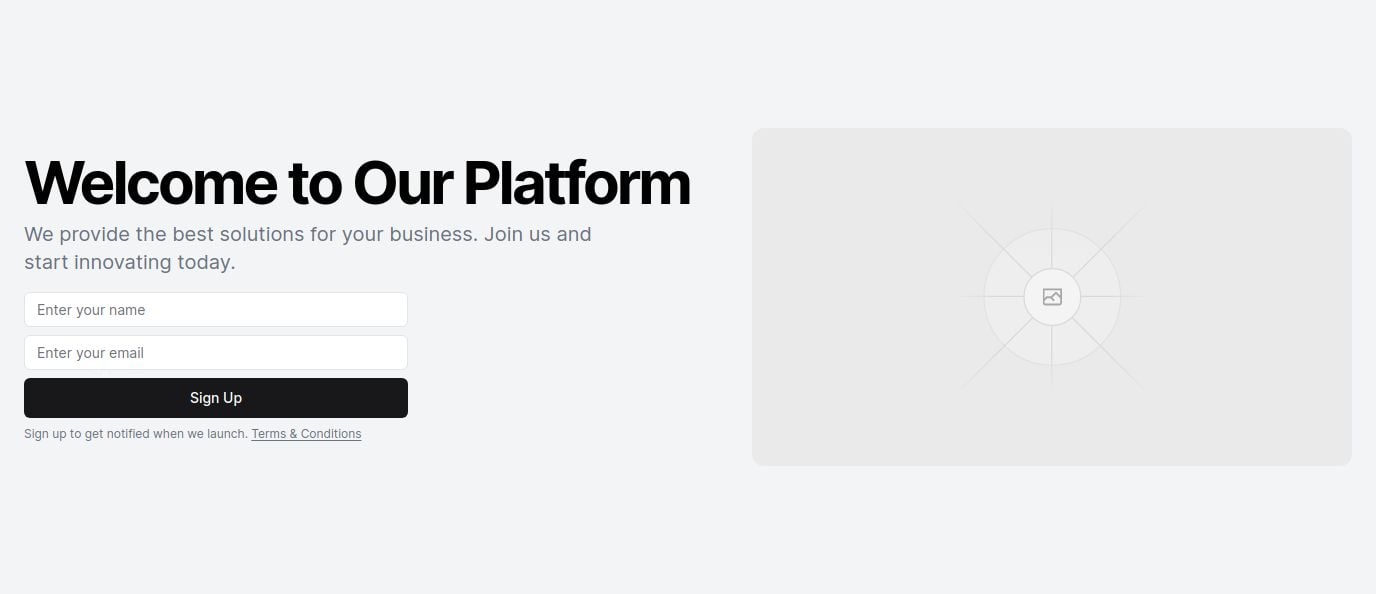 Welcome to Our Platform
We provide the best solutions for your business. Join us and
start innovating today.
Enter your name
Enter your email
Sign Up
Sign up to get notified when we launch. Terms & Conditions